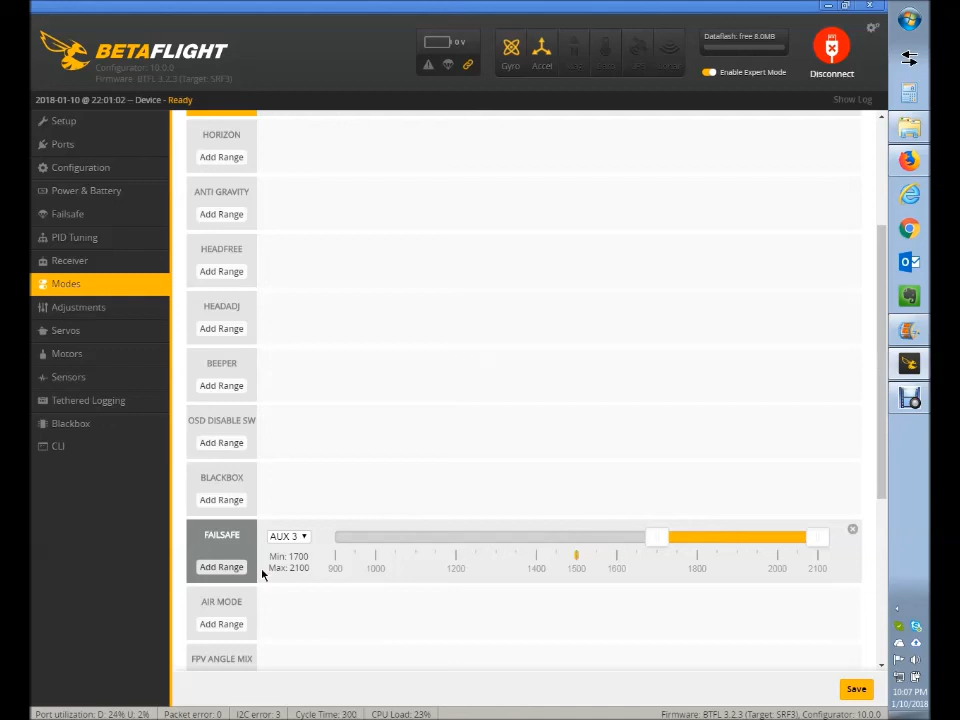 BETAFLIGHT
Configurator: 10.0.0
Firmware: BTFL 3.2.3 (Target: SRF3)
0 V
Gyro
Accel
Dataflash: free 8.0MB
Enable Expert Mode
Disconnect
2018-01-10 @ 22:01:02 -- Device - Ready
Show Log
Setup
Ports
Configuration
Power & Battery
Failsafe
PID Tuning
Receiver
Modes
Adjustments
Servos
Motors
Sensors
Tethered Logging
Blackbox
CLI
HORIZON
Add Range
ANTI GRAVITY
Add Range
HEADFREE
Add Range
HEADADJ
Add Range
BEEPER
Add Range
OSD DISABLE SW
Add Range
BLACKBOX
Add Range
FAILSAFE
Add Range
AUX 3
Min: 1700
Max: 2100
900 1000 1200 1400 1500 1600 1800 2000 2100
AIR MODE
Add Range
FPV ANGLE MIX
Save
Port utilization: D: 24% U: 2% Packet error: 0 I2C error: 3 Cycle Time: 300 CPU Load: 23% Firmware: BTFL 3.2.3 (Target: SRF3), Configurator: 10.0.0
10:07 PM
1/10/2018